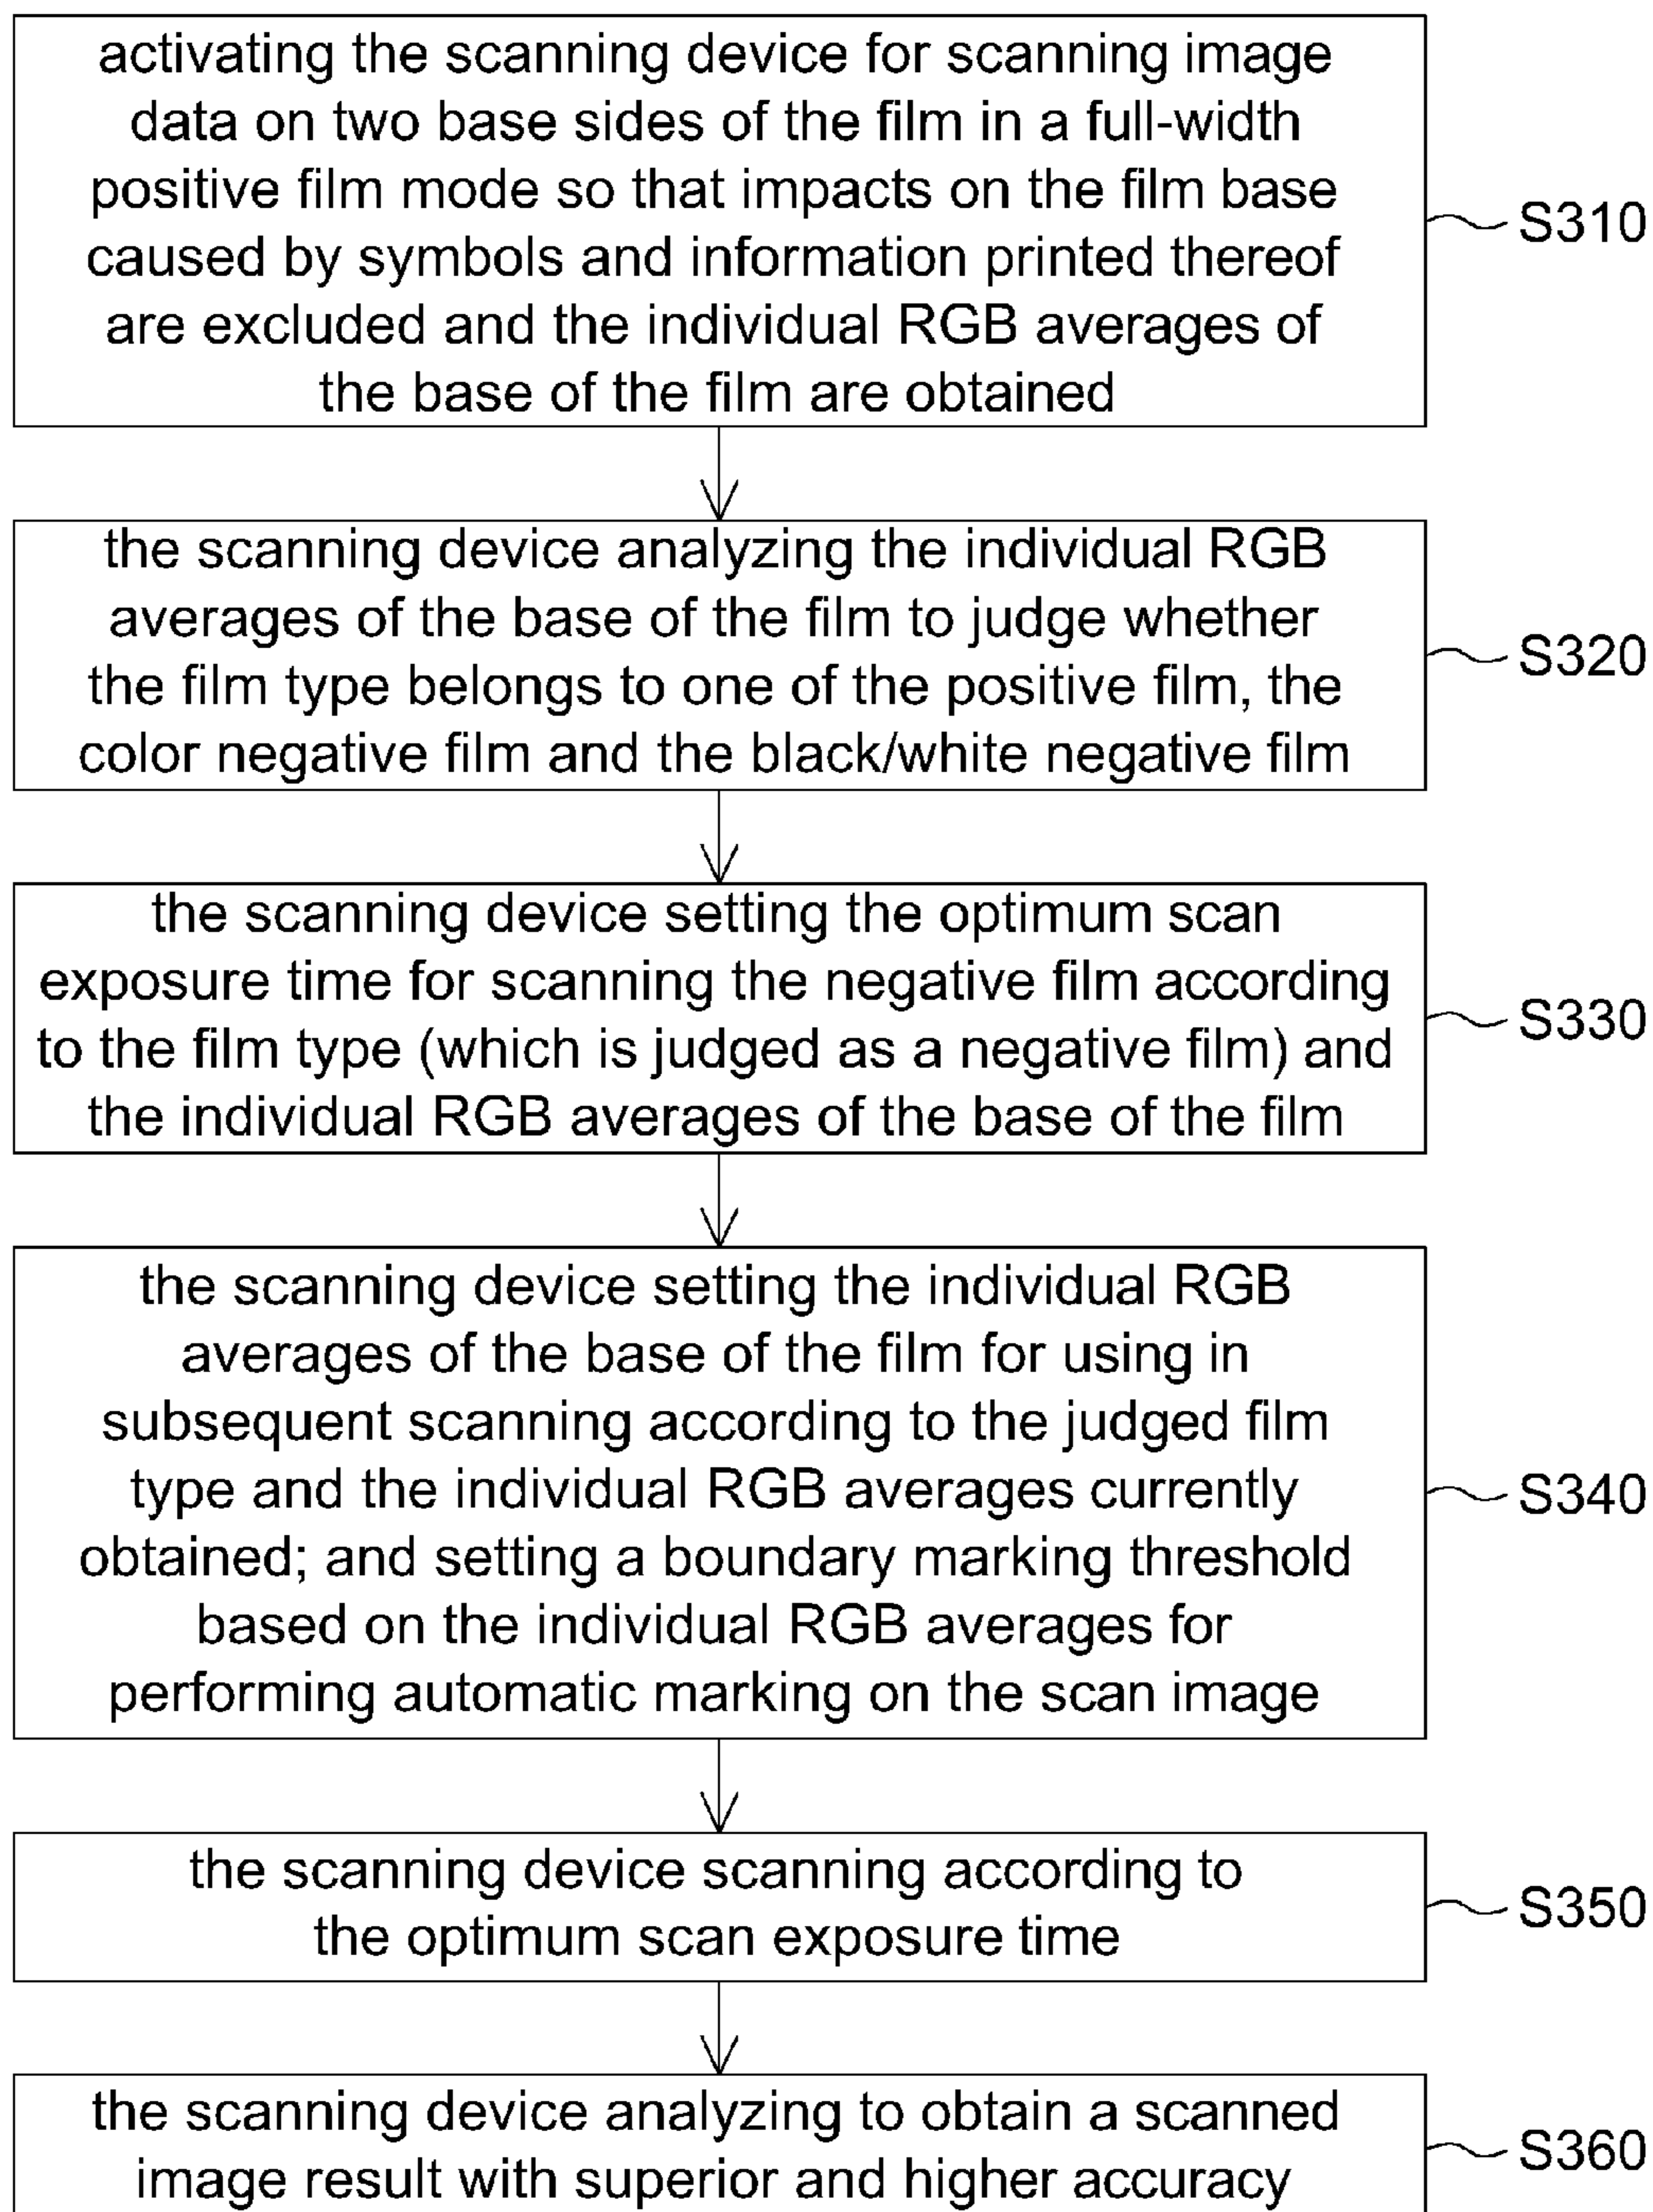 activating the scanning device for scanning image
data on two base sides of the film in a full-width
positive film mode so that impacts on the film base
caused by symbols and information printed thereof
are excluded and the individual RGB averages of
the base of the film are obtained
S310
the scanning device analyzing the individual RGB
averages of the base of the film to judge whether
the film type belongs to one of the positive film, the
color negative film and the black/white negative film
S320
the scanning device setting the optimum scan
exposure time for scanning the negative film according
to the film type (which is judged as a negative film) and
the individual RGB averages of the base of the film
S330
the scanning device setting the individual RGB
averages of the base of the film for using in
subsequent scanning according to the judged film
type and the individual RGB averages currently
obtained; and setting a boundary marking threshold
based on the individual RGB averages for
performing automatic marking on the scan image
S340
the scanning device scanning according to
the optimum scan exposure time
S350
the scanning device analyzing to obtain a scanned
image result with superior and higher accuracy
S360